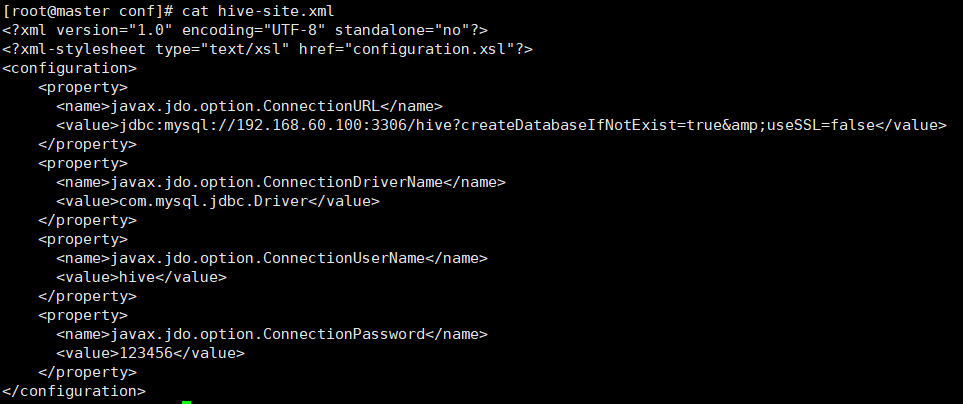 [root@master conf]# cat hive-site.xml
<?xml version="1.0" encoding="UTF-8" standalone="no"?>
<?xml-stylesheet type="text/xsl" href="configuration.xsl"?>
<configuration>
    <property>
      <name>javax.jdo.option.ConnectionURL</name>
      <value>jdbc:mysql://192.168.60.100:3306/hive?createDatabaseIfNotExist=true&amp;useSSL=false</value>
    </property>
    <property>
      <name>javax.jdo.option.ConnectionDriverName</name>
      <value>com.mysql.jdbc.Driver</value>
    </property>
    <property>
      <name>javax.jdo.option.ConnectionUserName</name>
      <value>hive</value>
    </property>
    <property>
      <name>javax.jdo.option.ConnectionPassword</name>
      <value>123456</value>
    </property>
</configuration>